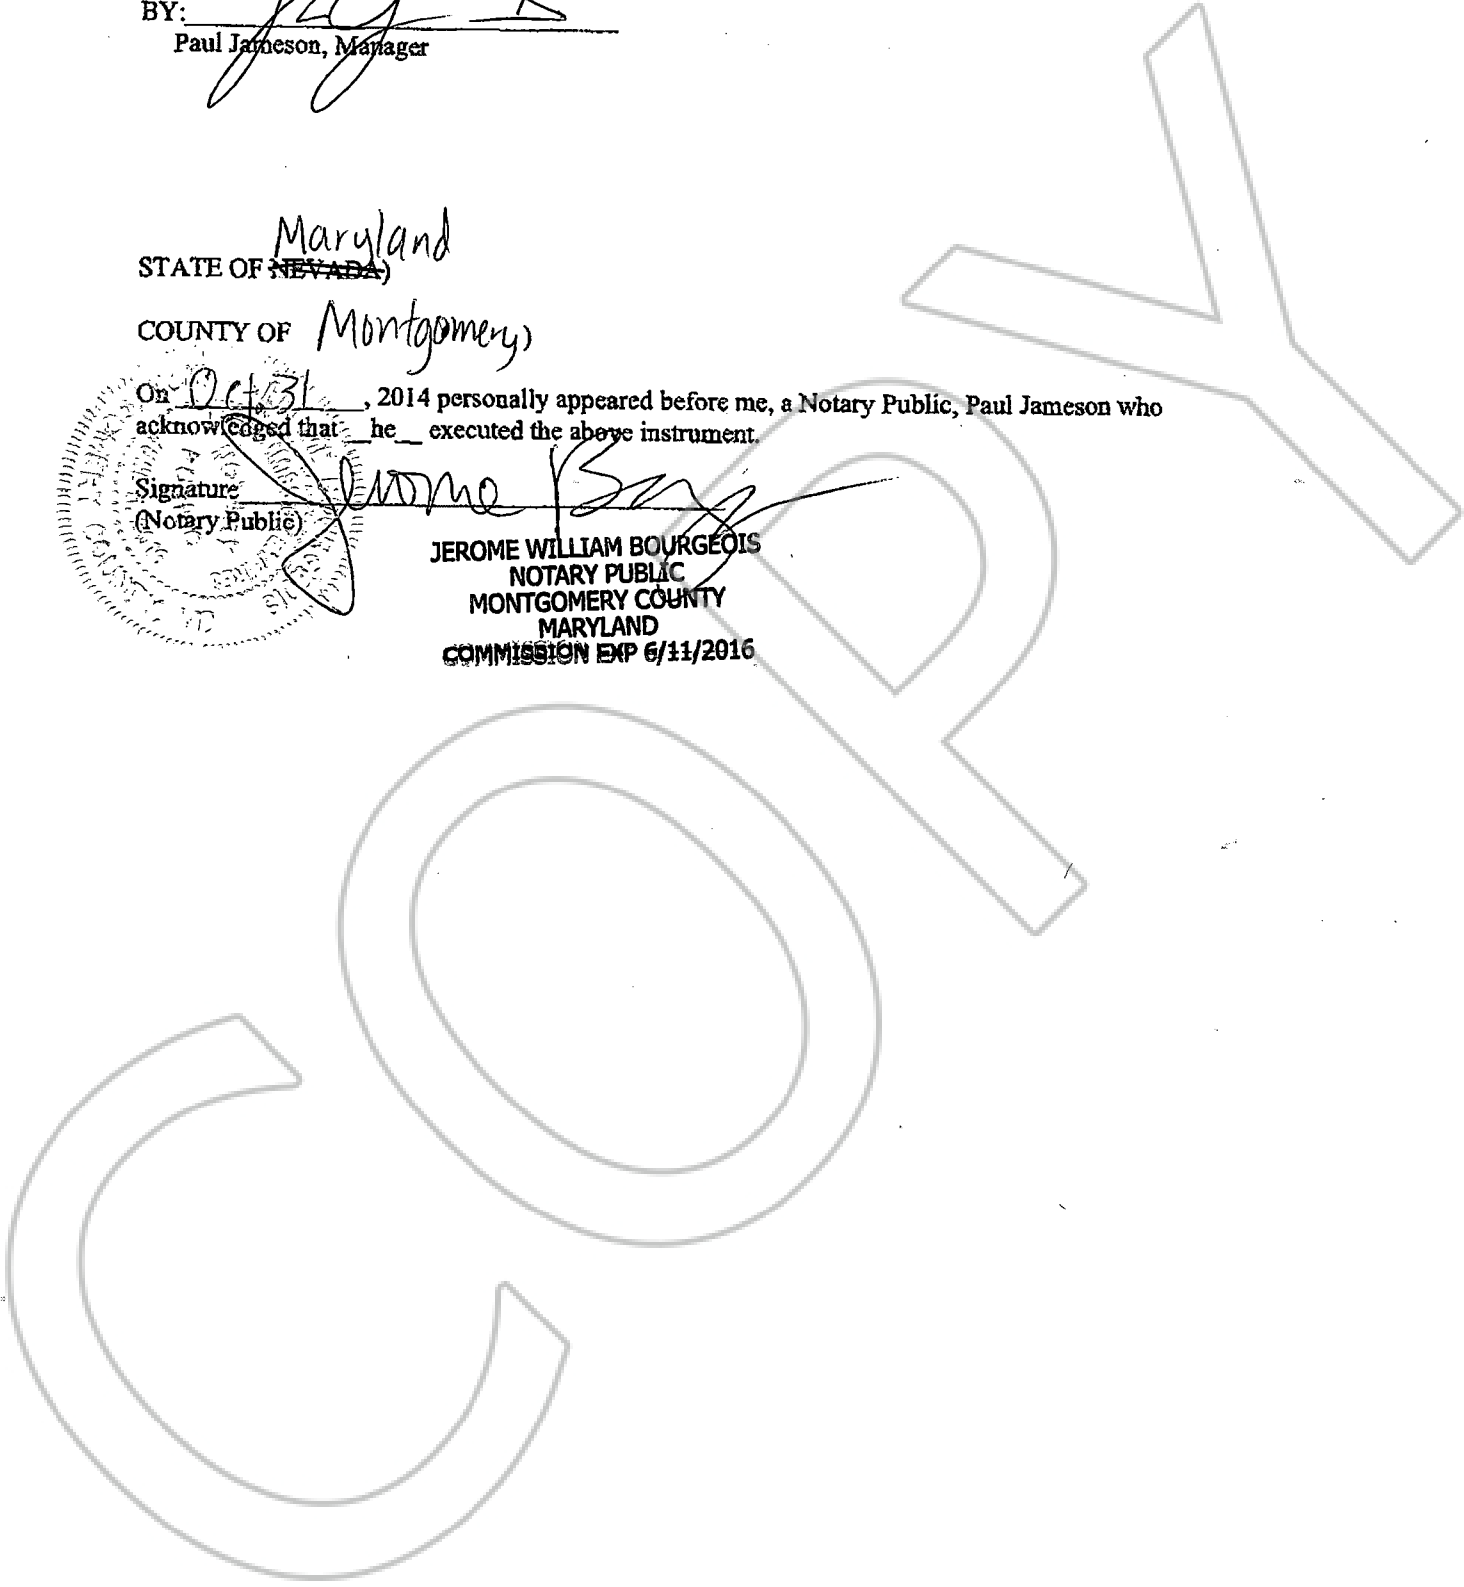 BY:
Paul Jameson, Manager
Maryland
STATE OF NEVADA)
COUNTY OF Montgomery)
On Oct. 31, 2014 personally appeared before me, a Notary Public, Paul Jameson who
acknowledged that __he__ executed the above instrument.
Signature Jerome
(Notary Public)
JEROME WILLIAM BOURGEOIS
NOTARY PUBLIC
MONTGOMERY COUNTY
MARYLAND
COMMISSION EXP 6/11/2016
COPY